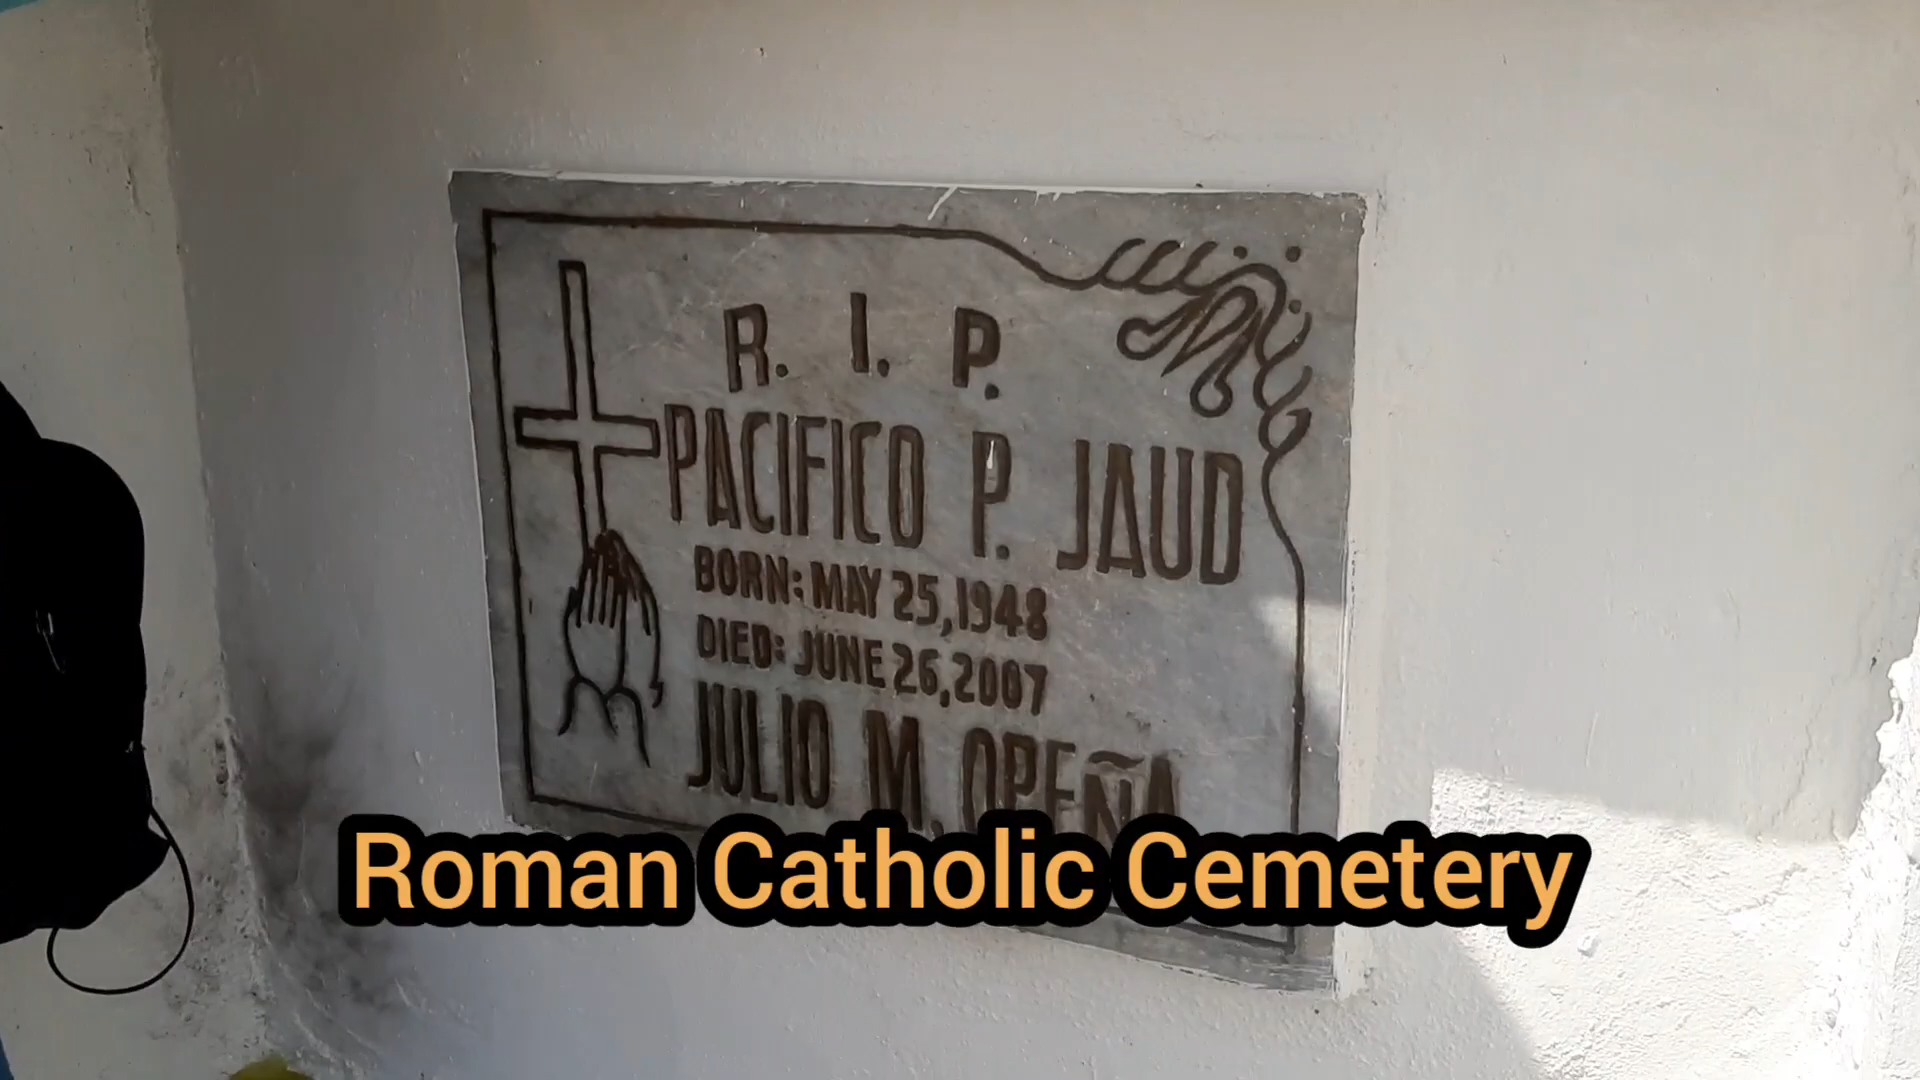 R. I. P.
PACIFICO P. JAUD
BORN: MAY 25, 1948
DIED: JUNE 26, 2007
JULIO M. OPEÑA
Roman Catholic Cemetery